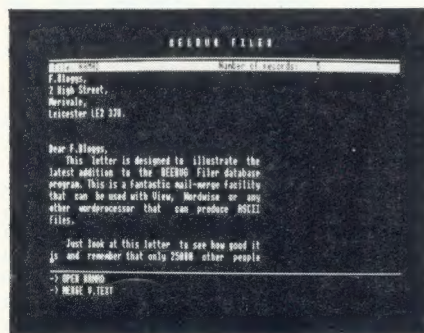 BEEBUG FILER
Number of records: 5
F.Bloggs,
2 High Street,
Merivale,
Leicester LE2
Dear F.Bloggs,
This letter is designed to illustrate the
latest addition to the BEEBUG Filer database
program. This is a fantastic mail-merge facility
that can be used with View, Wordwise or any
other wordprocessor that can produce ASCII
files.
Just look at this letter to see how good it
is and remember that only 25000 other people
-> OPEN
-> MERGE V.TEXT